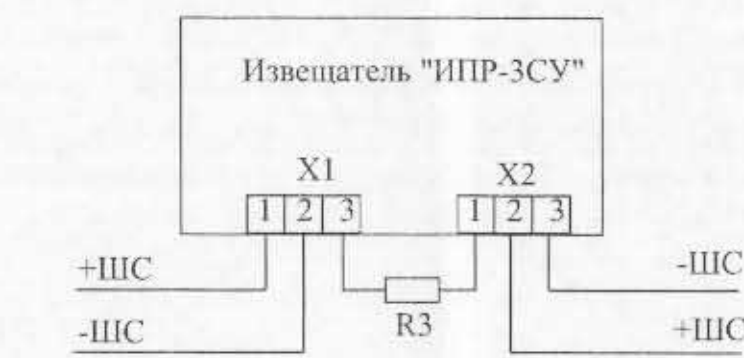 Извещатель "ИПР-3СУ"
X1 X2
1 2 3 1 2 3
+ШС -ШС
R3
-ШС +ШС